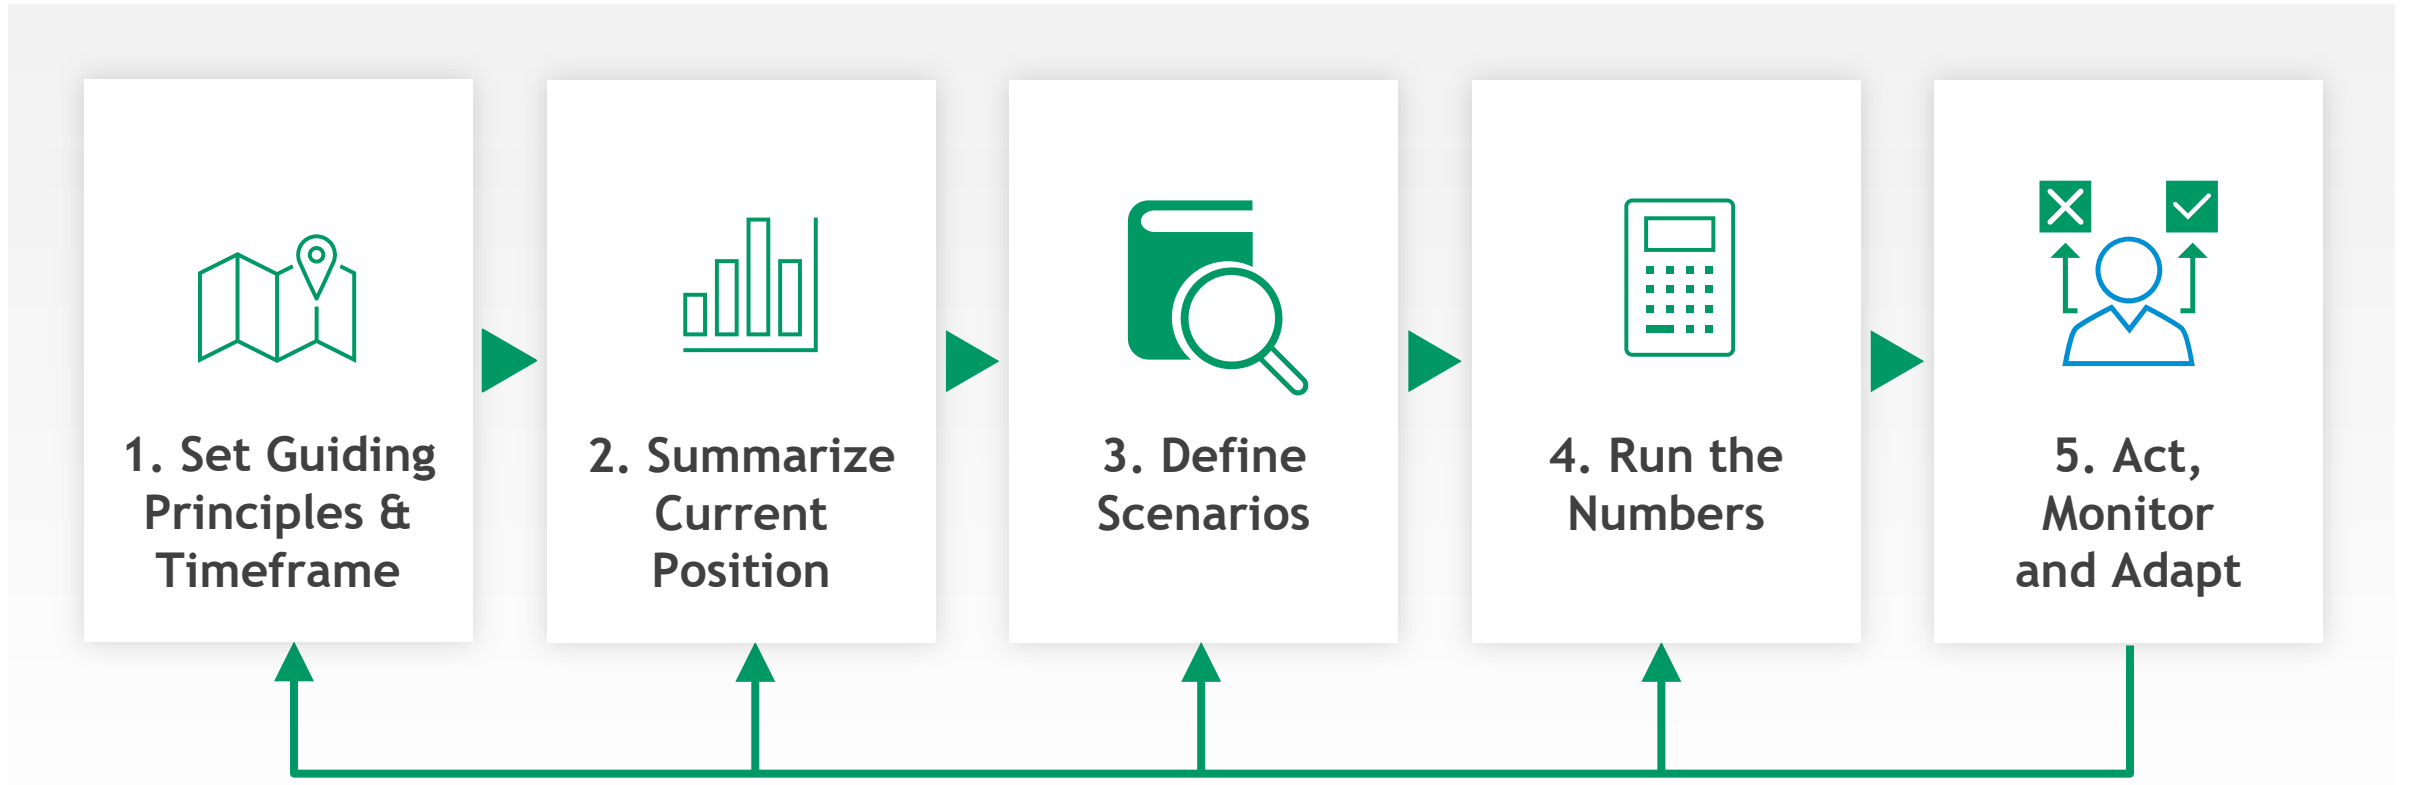 1. Set Guiding
Principles &
Timeframe
2. Summarize
Current
Position
3. Define
Scenarios
4. Run the
Numbers
5. Act,
Monitor
and Adapt